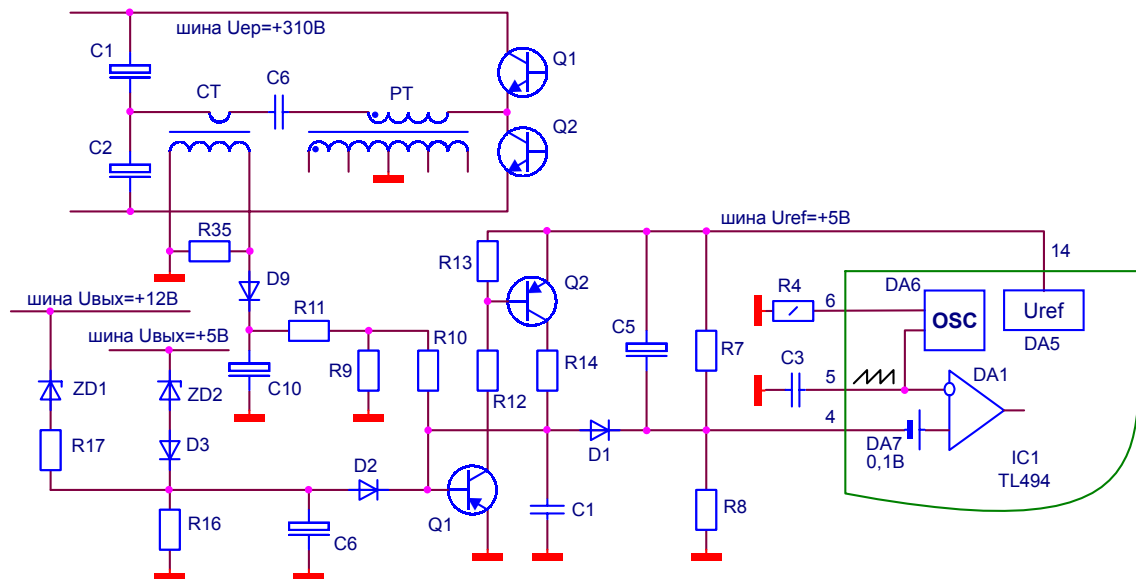 шина Uep=+310В
C1
Q1
CT
C6
PT
Q2
C2
R35
шина Uref=+5В
14
D9
R13
Q2
R4
6
DA6
OSC
Uref
DA5
шина Uвых=+12В
R11
шина Uвых=+5В
R10
C5
R7
C3
5
DA1
ZD1
ZD2
C10
R9
R12
R14
4
R17
D3
D1
DA7
0,1В
IC1
TL494
D2
R16
C6
Q1
C1
R8